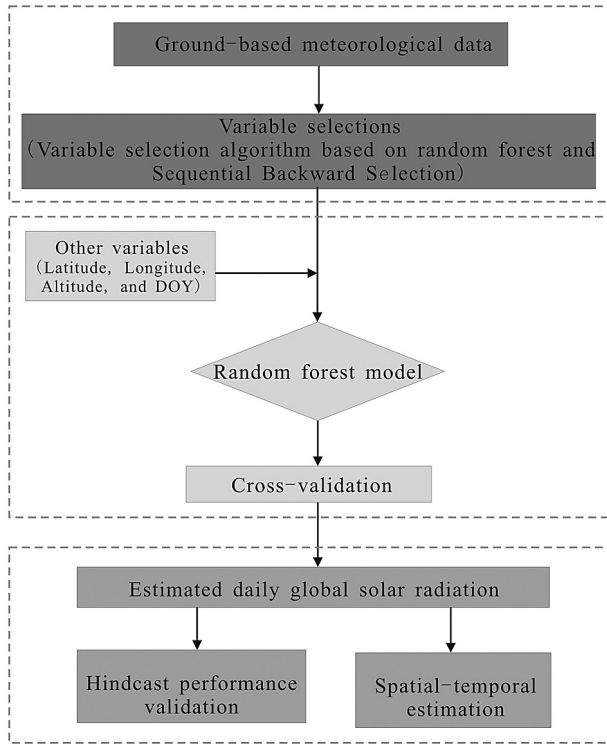 Ground-based meteorological data
Variable selections
(Variable selection algorithm based on random forest and
Sequential Backward Selection)
Other variables
(Latitude, Longitude,
Altitude, and DOY)
Random forest model
Cross-validation
Estimated daily global solar radiation
Hindcast performance
validation
Spatial-temporal
estimation